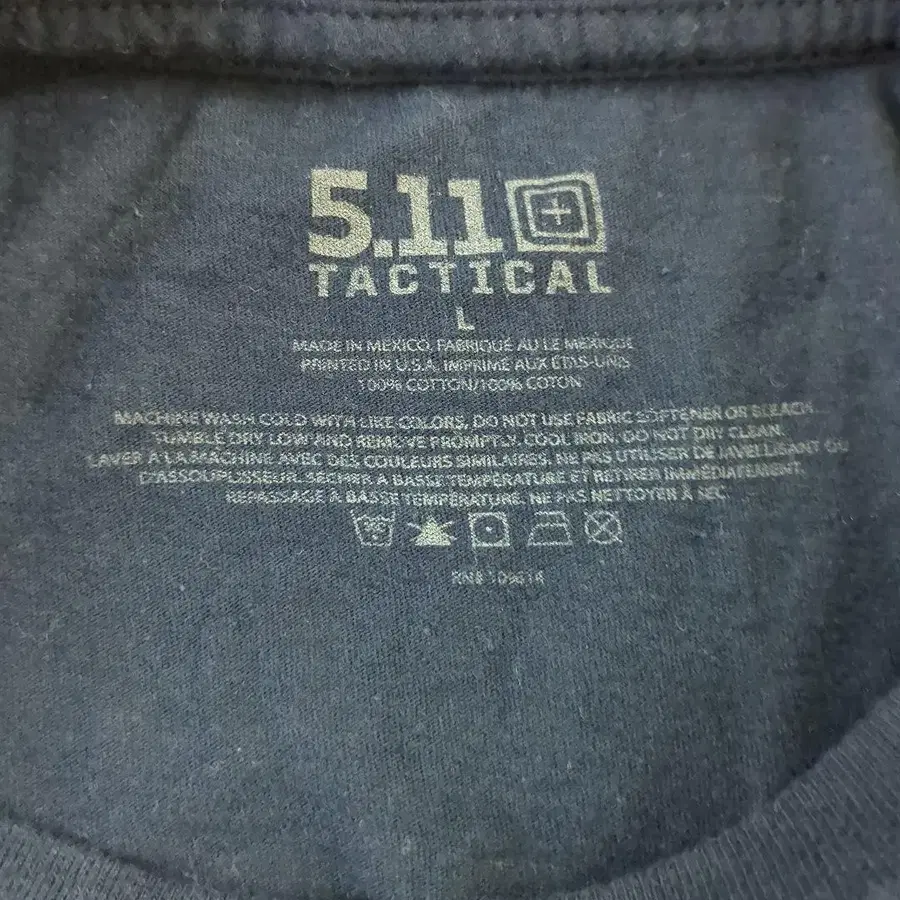 5.11
TACTICAL
L
MADE IN MEXICO. FABRIQUÉ AU LE MEXIQUE
PRINTED IN U.S.A. IMPRIMÉ AUX ÉTAS-UNIS
100% COTTON/100% COTON
MACHINE WASH COLD WITH LIKE COLORS, DO NOT USE FABRIC SOFTENER OR BLEACH.
TUMBLE DRY LOW AND REMOVE PROMPTLY. COOL IRON. DO NOT DRY CLEAN.
LAVER À LA MACHINE AVEC DES COULEURS SIMILAIRES. NE PAS UTILISER DE JAVELLISANT OU
D'ASSOUPLISSEUR. SÉCHER À BASSE TEMPÉRATURE ET RETIRER IMMÉDIATEMENT.
REPASSAGE À BASSE TEMPÉRATURE. NE PAS NETTOYER À SEC.
RN#